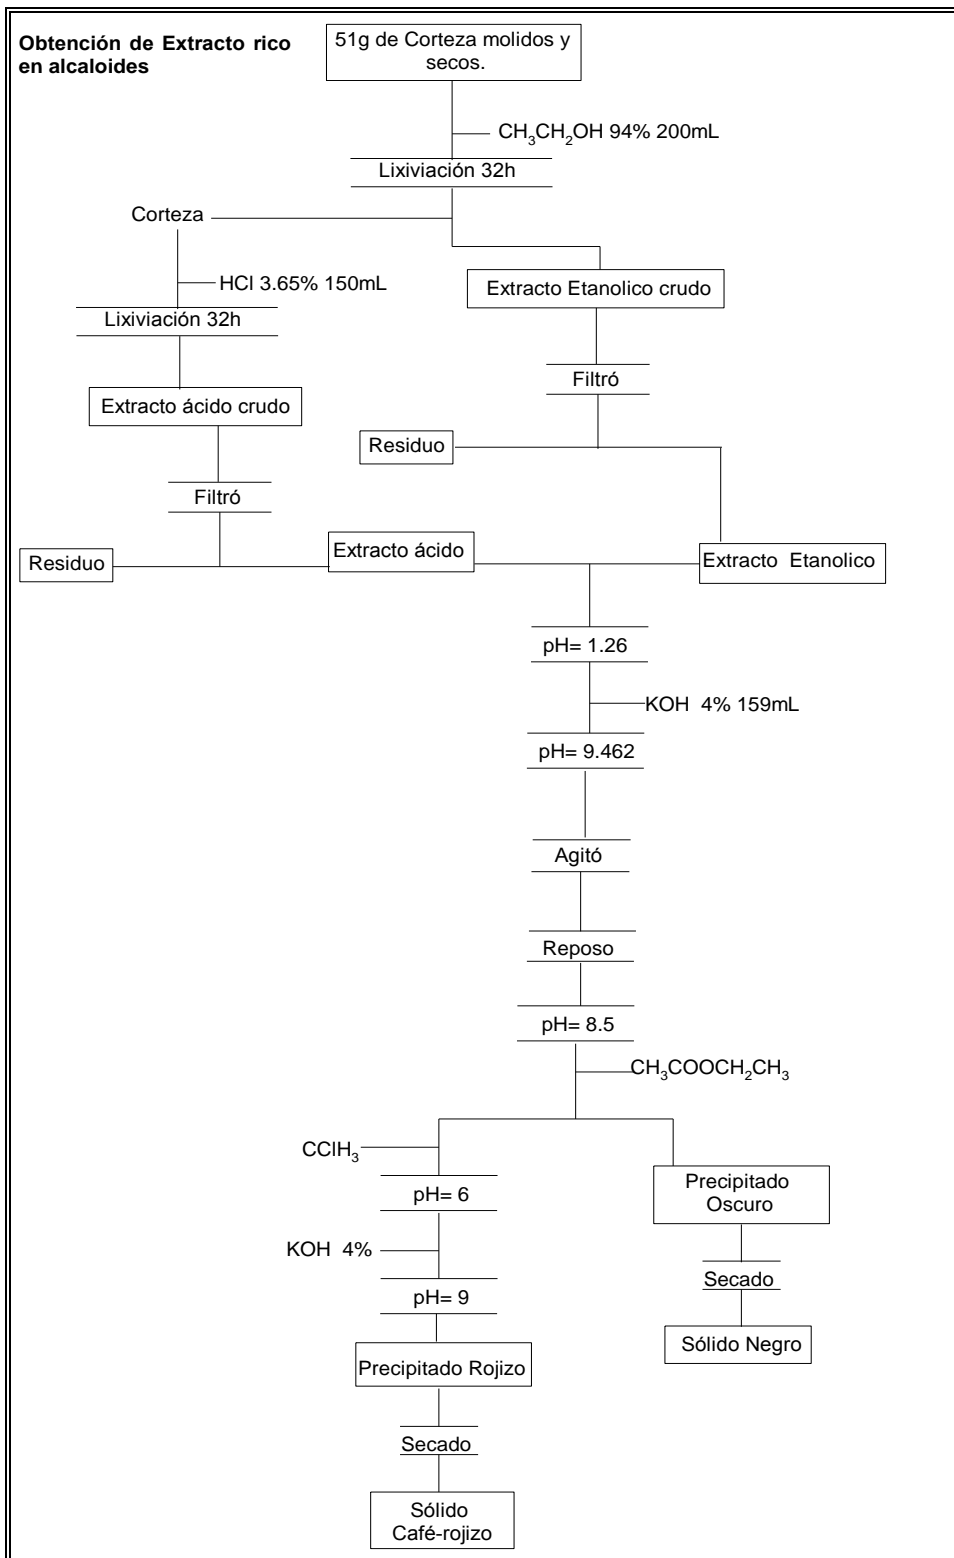 Obtención de Extracto rico
en alcaloides
51g de Corteza molidos y
secos.
CH₃CH₂OH 94% 200mL
Lixiviación 32h
Corteza
HCl 3.65% 150mL
Extracto Etanolico crudo
Lixiviación 32h
Filtró
Extracto ácido crudo
Residuo
Filtró
Extracto ácido
Residuo
Extracto Etanolico
pH= 1.26
KOH 4% 159mL
pH= 9.462
Agitó
Reposo
pH= 8.5
CH₃COOCH₂CH₃
CClH₃
pH= 6
Precipitado
Oscuro
KOH 4%
Secado
pH= 9
Sólido Negro
Precipitado Rojizo
Secado
Sólido
Café-rojizo